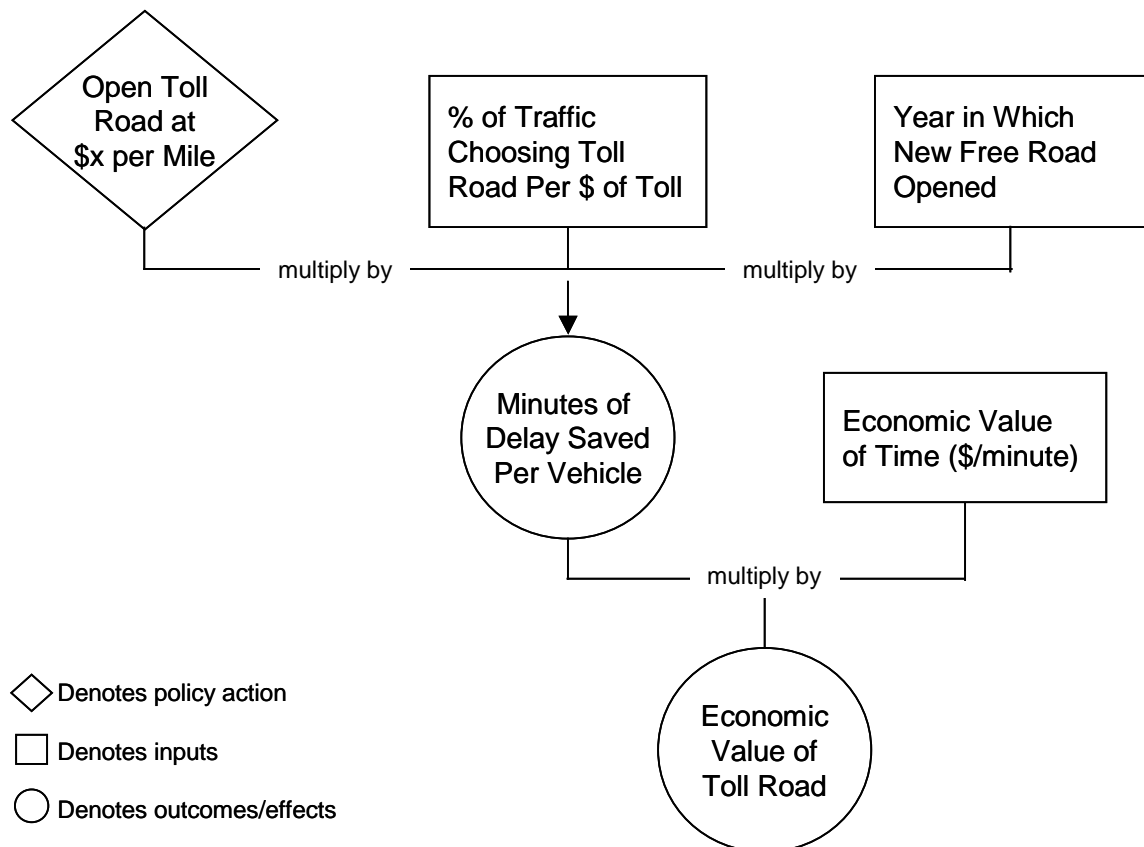 Open Toll
Road at
$x per Mile
% of Traffic
Choosing Toll
Road Per $ of Toll
Year in Which
New Free Road
Opened
multiply by
multiply by
Minutes of
Delay Saved
Per Vehicle
Economic Value
of Time ($/minute)
multiply by
Economic
Value of
Toll Road
Denotes policy action
Denotes inputs
Denotes outcomes/effects